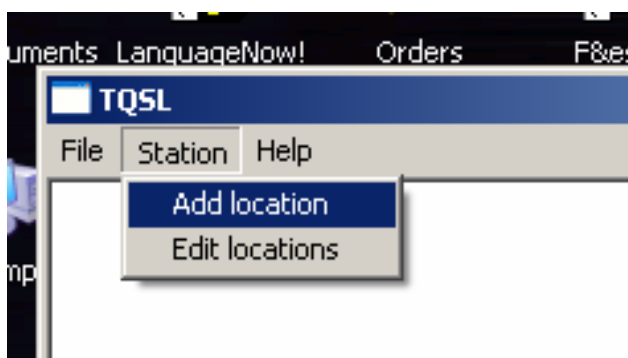 uments LanguageNow! Orders F&es
TQSL
File Station Help
Add location
Edit locations
mp